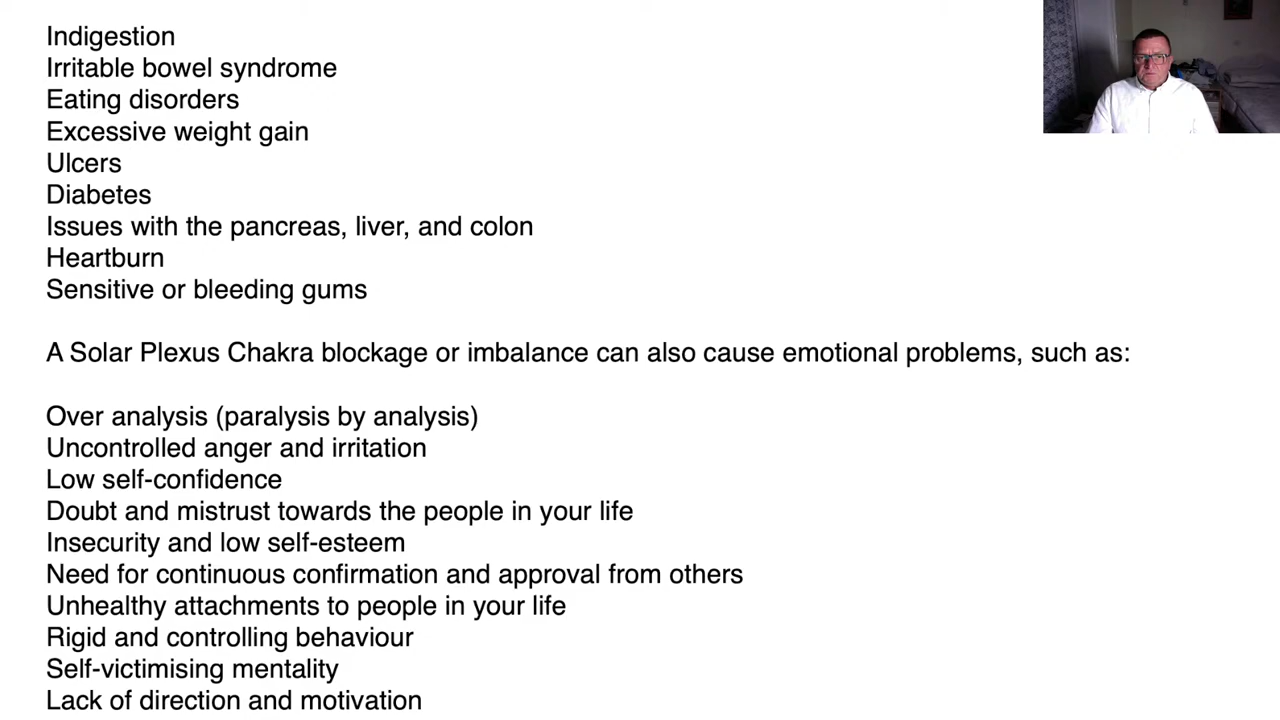 Indigestion
Irritable bowel syndrome
Eating disorders
Excessive weight gain
Ulcers
Diabetes
Issues with the pancreas, liver, and colon
Heartburn
Sensitive or bleeding gums
A Solar Plexus Chakra blockage or imbalance can also cause emotional problems, such as:
Over analysis (paralysis by analysis)
Uncontrolled anger and irritation
Low self-confidence
Doubt and mistrust towards the people in your life
Insecurity and low self-esteem
Need for continuous confirmation and approval from others
Unhealthy attachments to people in your life
Rigid and controlling behaviour
Self-victimising mentality
Lack of direction and motivation